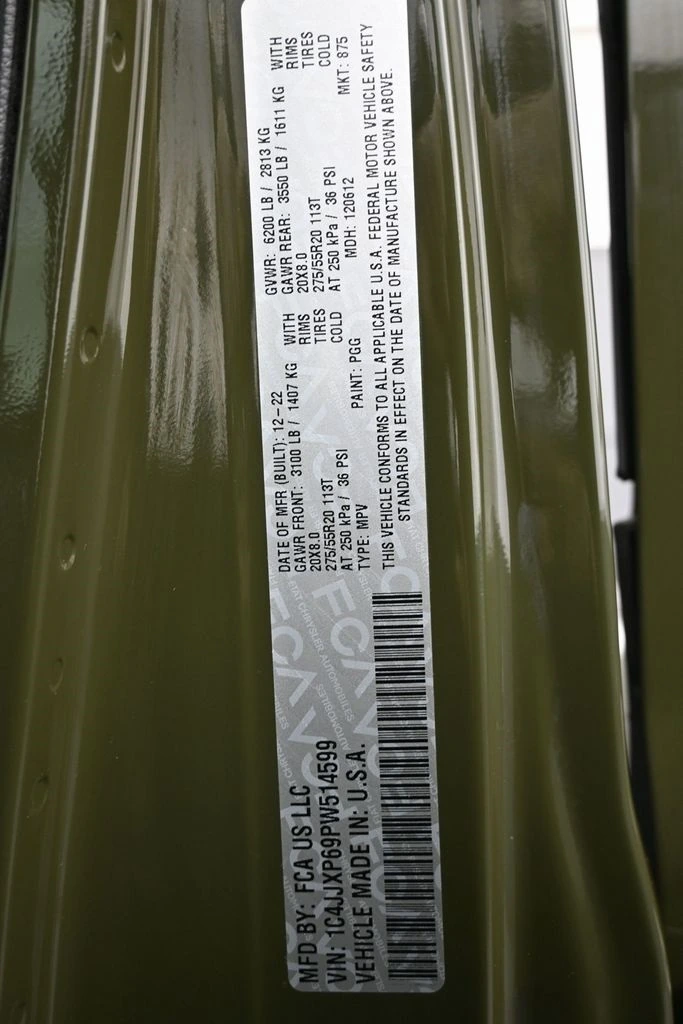 MFD BY: FCA US LLC
VIN: 1C4JJXP69PW514599
VEHICLE MADE IN: U.S.A.
DATE OF MFR (BUILT): 12-22 GVWR: 6200 LB / 2813 KG
GAWR FRONT: 3100 LB / 1407 KG WITH GAWR REAR: 3550 LB / 1611 KG WITH
20X8.0 RIMS 20X8.0 RIMS
275/55R20 113T TIRES 275/55R20 113T TIRES
AT 250 kPa / 36 PSI COLD AT 250 kPa / 36 PSI COLD
TYPE: MPV PAINT: PGG MDH: 120612 MKT: 875
THIS VEHICLE CONFORMS TO ALL APPLICABLE U.S.A. FEDERAL MOTOR VEHICLE SAFETY
STANDARDS IN EFFECT ON THE DATE OF MANUFACTURE SHOWN ABOVE.
FCA
FIAT CHRYSLER AUTOMOBILES